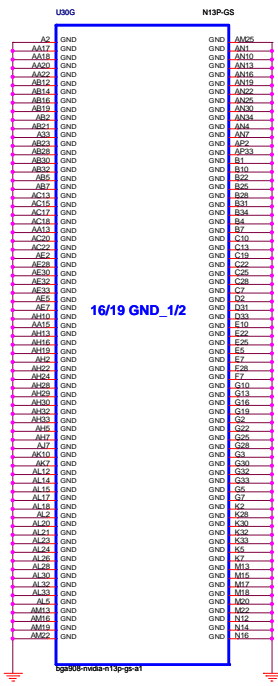 U30G N13P-GS
A2 GND GND AM25
AA17 GND GND AN1
AA18 GND GND AN10
AA20 GND GND AN13
AA22 GND GND AN16
AB12 GND GND AN19
AB14 GND GND AN22
AB16 GND GND AN25
AB19 GND GND AN30
AB2 GND GND AN34
AB21 GND GND AN4
A33 GND GND AN7
AB23 GND GND AP2
AB28 GND GND AP33
AB30 GND GND B1
AB32 GND GND B10
AB5 GND GND B22
AB7 GND GND B25
AC13 GND GND B28
AC15 GND GND B31
AC17 GND GND B34
AC18 GND GND B4
AA13 GND GND B7
AC20 GND GND C10
AC22 GND GND C13
AE2 GND GND C19
AE28 GND GND C22
AE30 GND GND C25
AE32 GND GND C28
AE33 GND GND C7
AE5 GND GND D2
AE7 GND 16/19 GND_1/2 GND D31
AH10 GND GND D33
AA15 GND GND E10
AH13 GND GND E22
AH16 GND GND E25
AH19 GND GND E5
AH2 GND GND E7
AH22 GND GND F28
AH24 GND GND F7
AH28 GND GND G10
AH29 GND GND G13
AH30 GND GND G16
AH32 GND GND G19
AH33 GND GND G2
AH5 GND GND G22
AH7 GND GND G25
AJ7 GND GND G28
AK10 GND GND G3
AK7 GND GND G30
AL12 GND GND G32
AL14 GND GND G33
AL15 GND GND G5
AL17 GND GND G7
AL18 GND GND K2
AL2 GND GND K28
AL20 GND GND K30
AL21 GND GND K32
AL23 GND GND K33
AL24 GND GND K5
AL26 GND GND K7
AL28 GND GND M13
AL30 GND GND M15
AL32 GND GND M17
AL33 GND GND M18
AL5 GND GND M20
AM13 GND GND M22
AM16 GND GND N12
AM19 GND GND N14
AM22 GND GND N16
bga908-nvidia-n13p-gs-a1